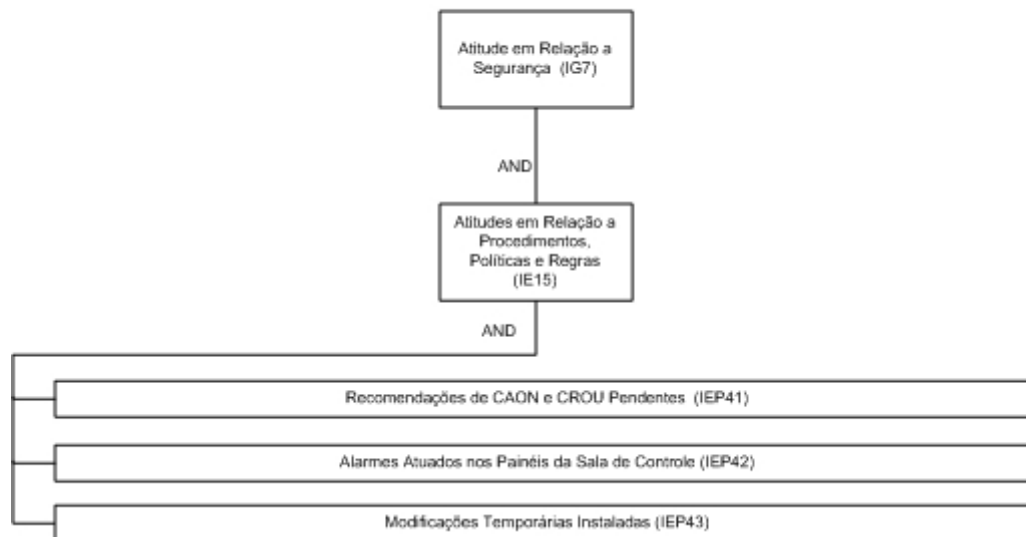 Atitude em Relação a
Segurança (IG7)
AND
Atitudes em Relação a
Procedimentos,
Políticas e Regras
(IE15)
AND
Recomendações de CAON e CROU Pendentes (IEP41)
Alarmes Atuados nos Painéis da Sala de Controle (IEP42)
Modificações Temporárias Instaladas (IEP43)